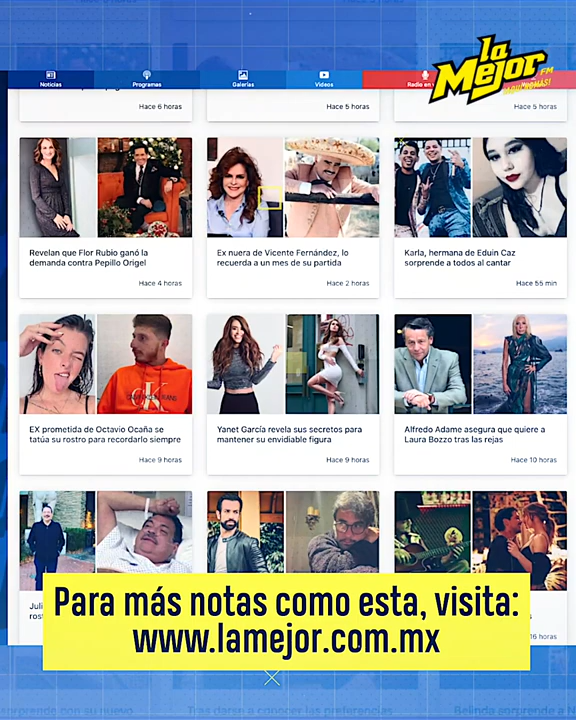 la
Mejor FM
Noticias
Programas
Galerías
Videos
Radio en
Hace 6 horas
Hace 5 horas
Hace 5 horas
Revelan que Flor Rubio ganó la
demanda contra Pepillo Origel
Hace 4 horas
Ex nuera de Vicente Fernández, lo
recuerda a un mes de su partida
Hace 2 horas
Karla, hermana de Eduin Caz
sorprende a todos al cantar
Hace 55 min
EX prometida de Octavio Ocaña se
tatúa su rostro para recordarlo siempre
Hace 9 horas
Yanet García revela sus secretos para
mantener su envidiable figura
Hace 9 horas
Alfredo Adame asegura que quiere a
Laura Bozzo tras las rejas
Hace 10 horas
16 horas
Para más notas como esta, visita:
www.lamejor.com.mx